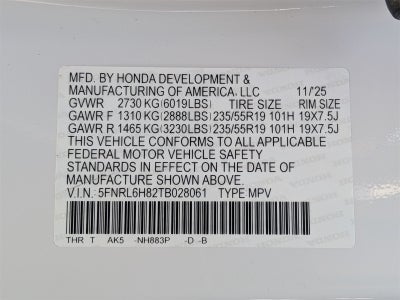 MFD. BY HONDA DEVELOPMENT &
MANUFACTURING OF AMERICA, LLC 11/'25
GVWR 2730 KG (6019LBS) TIRE SIZE RIM SIZE
GAWR F 1310 KG (2888LBS) 235/55R19 101H 19X7.5J
GAWR R 1465 KG (3230LBS) 235/55R19 101H 19X7.5J
THIS VEHICLE CONFORMS TO ALL APPLICABLE
FEDERAL MOTOR VEHICLE SAFETY
STANDARDS IN EFFECT ON THE DATE OF
MANUFACTURE SHOWN ABOVE.
V.I.N.: 5FNRL6H82TB028061 TYPE MPV
THR T AK5 -NH883P -D -B